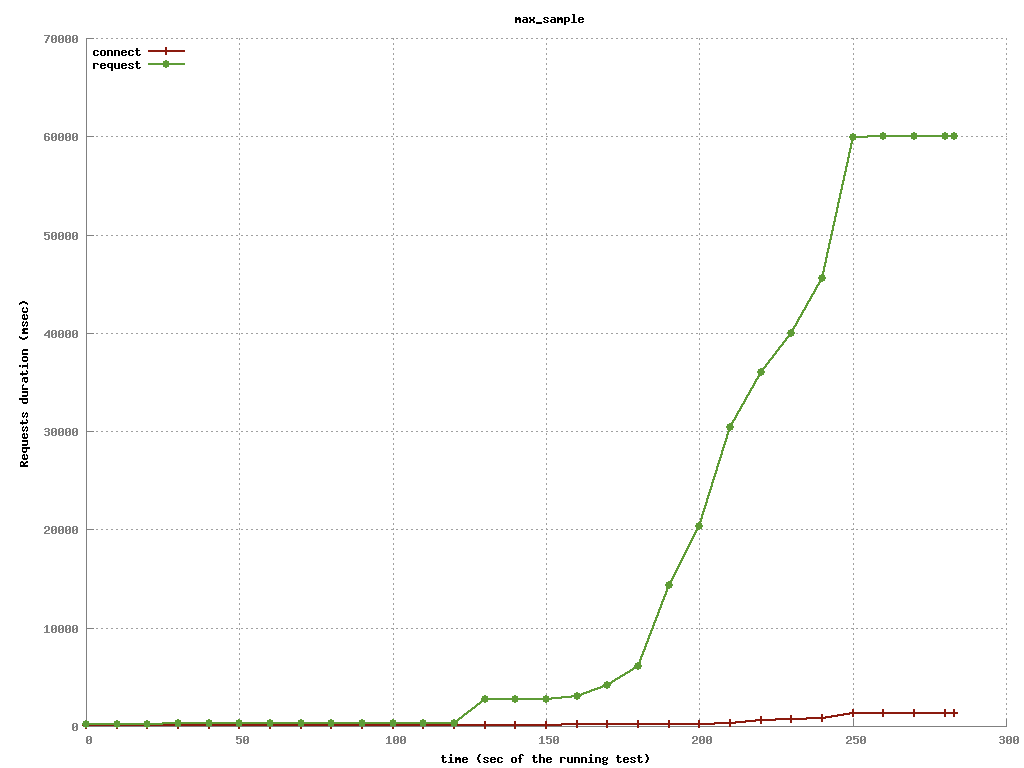 max_sample
connect
request
70000
60000
50000
40000
30000
20000
10000
0
Requests duration (msec)
0 50 100 150 200 250 300
time (sec of the running test)